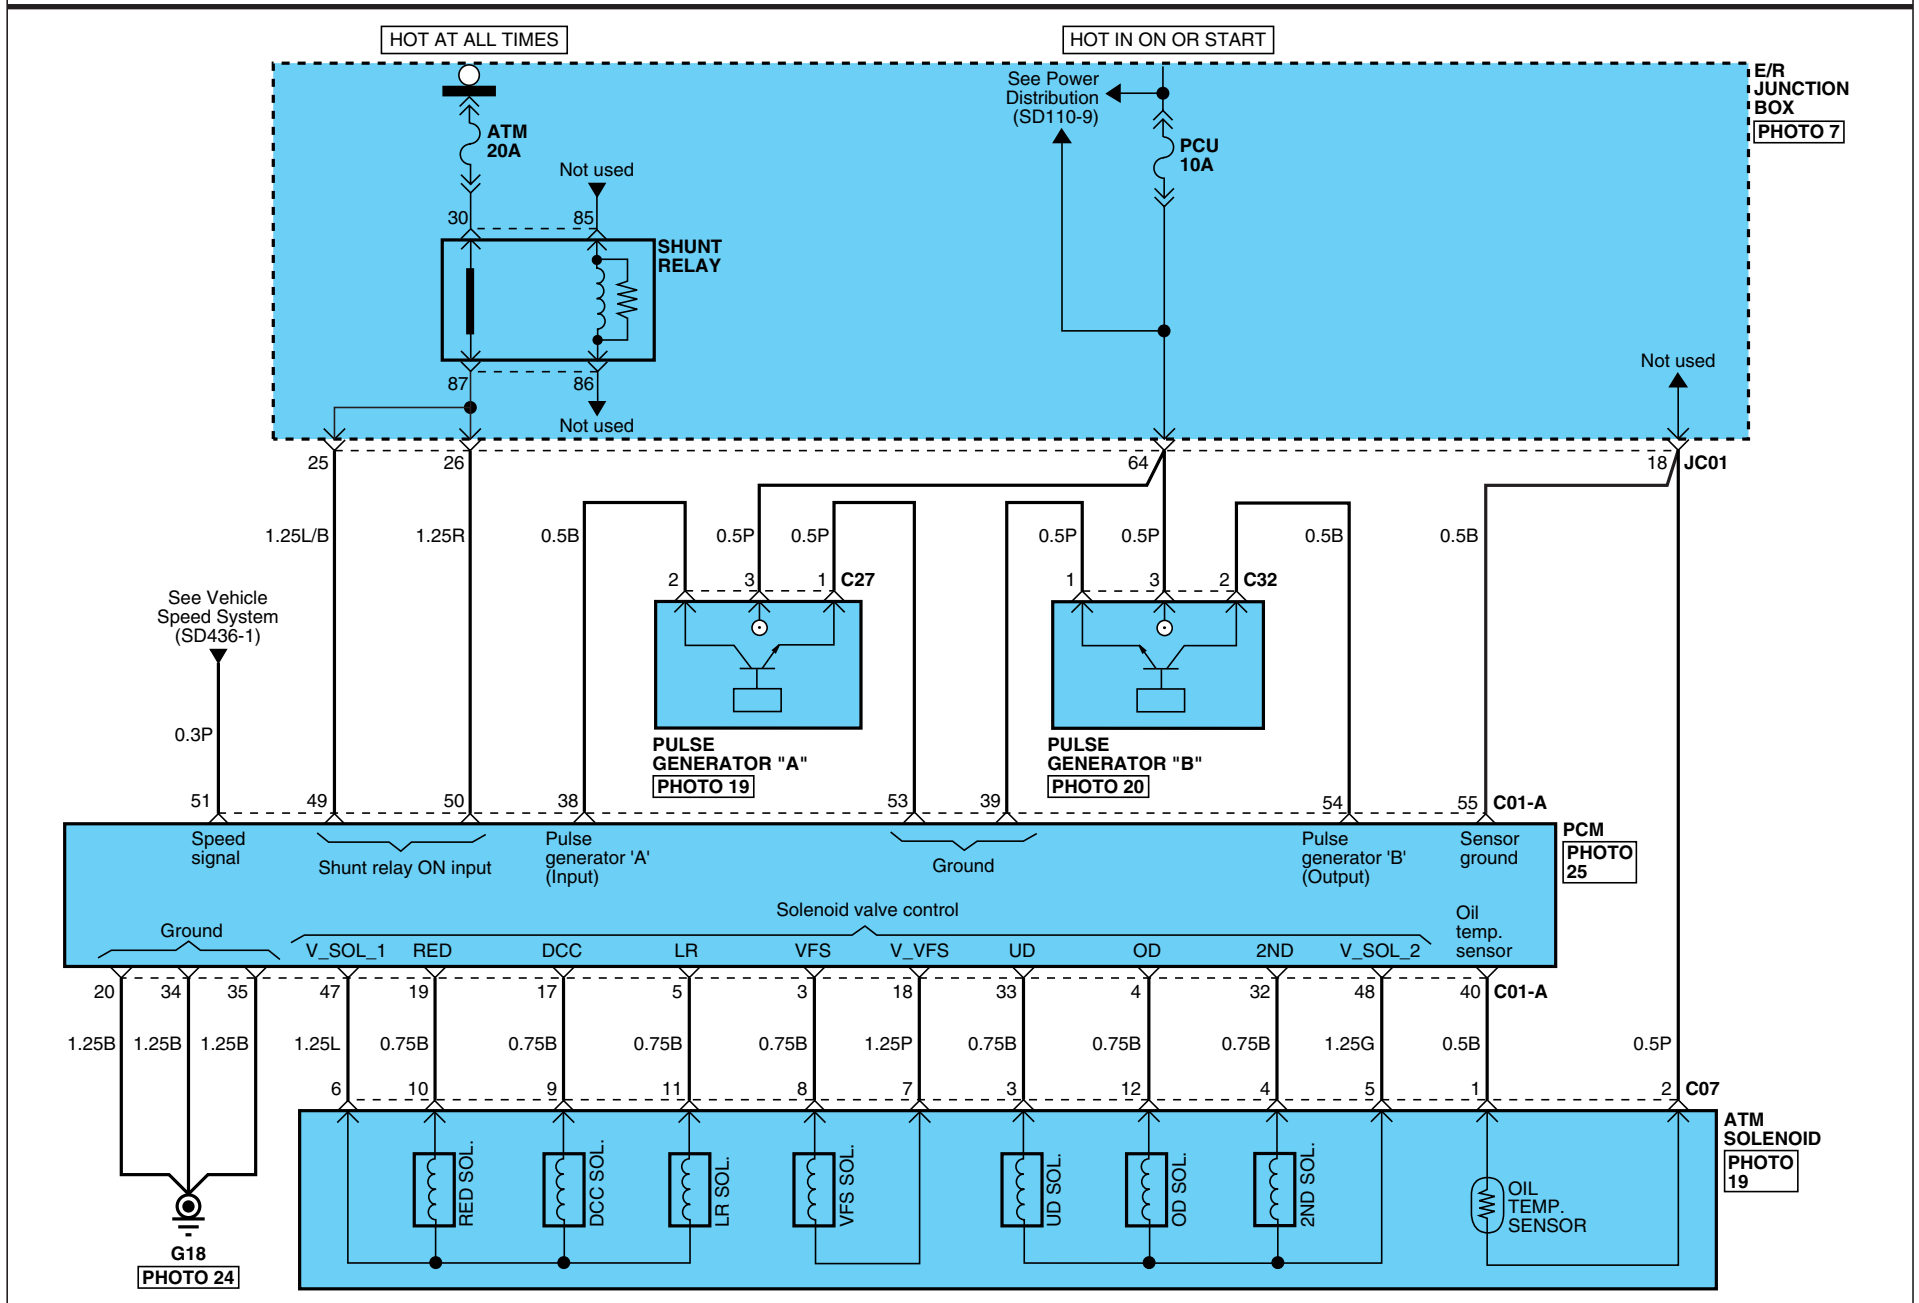 HOT AT ALL TIMES
HOT IN ON OR START
E/R
JUNCTION
BOX
PHOTO 7
See Power
Distribution
(SD110-9)
ATM
20A
PCU
10A
Not used
30
85
SHUNT
RELAY
Not used
87
86
Not used
25
26
64
18
JC01
1.25L/B
1.25R
0.5B
0.5P
0.5P
0.5P
0.5P
0.5B
0.5B
2
3
1
C27
1
3
2
C32
See Vehicle
Speed System
(SD436-1)
0.3P
PULSE
GENERATOR "A"
PHOTO 19
PULSE
GENERATOR "B"
PHOTO 20
51
49
50
38
53
39
54
55
C01-A
PCM
PHOTO
25
Speed
signal
Shunt relay ON input
Pulse
generator 'A'
(Input)
Ground
Pulse
generator 'B'
(Output)
Sensor
ground
Solenoid valve control
Oil
temp.
sensor
Ground
V_SOL_1
RED
DCC
LR
VFS
V_VFS
UD
OD
2ND
V_SOL_2
20
34
35
47
19
17
5
3
18
33
4
32
48
40
C01-A
1.25B
1.25B
1.25B
1.25L
0.75B
0.75B
0.75B
0.75B
1.25P
0.75B
0.75B
0.75B
1.25G
0.5B
0.5P
6
10
9
11
8
7
3
12
4
5
1
2
C07
ATM
SOLENOID
PHOTO
19
RED SOL.
DCC SOL.
LR SOL.
VFS SOL.
UD SOL.
OD SOL.
2ND SOL.
OIL
TEMP.
SENSOR
G18
PHOTO 24